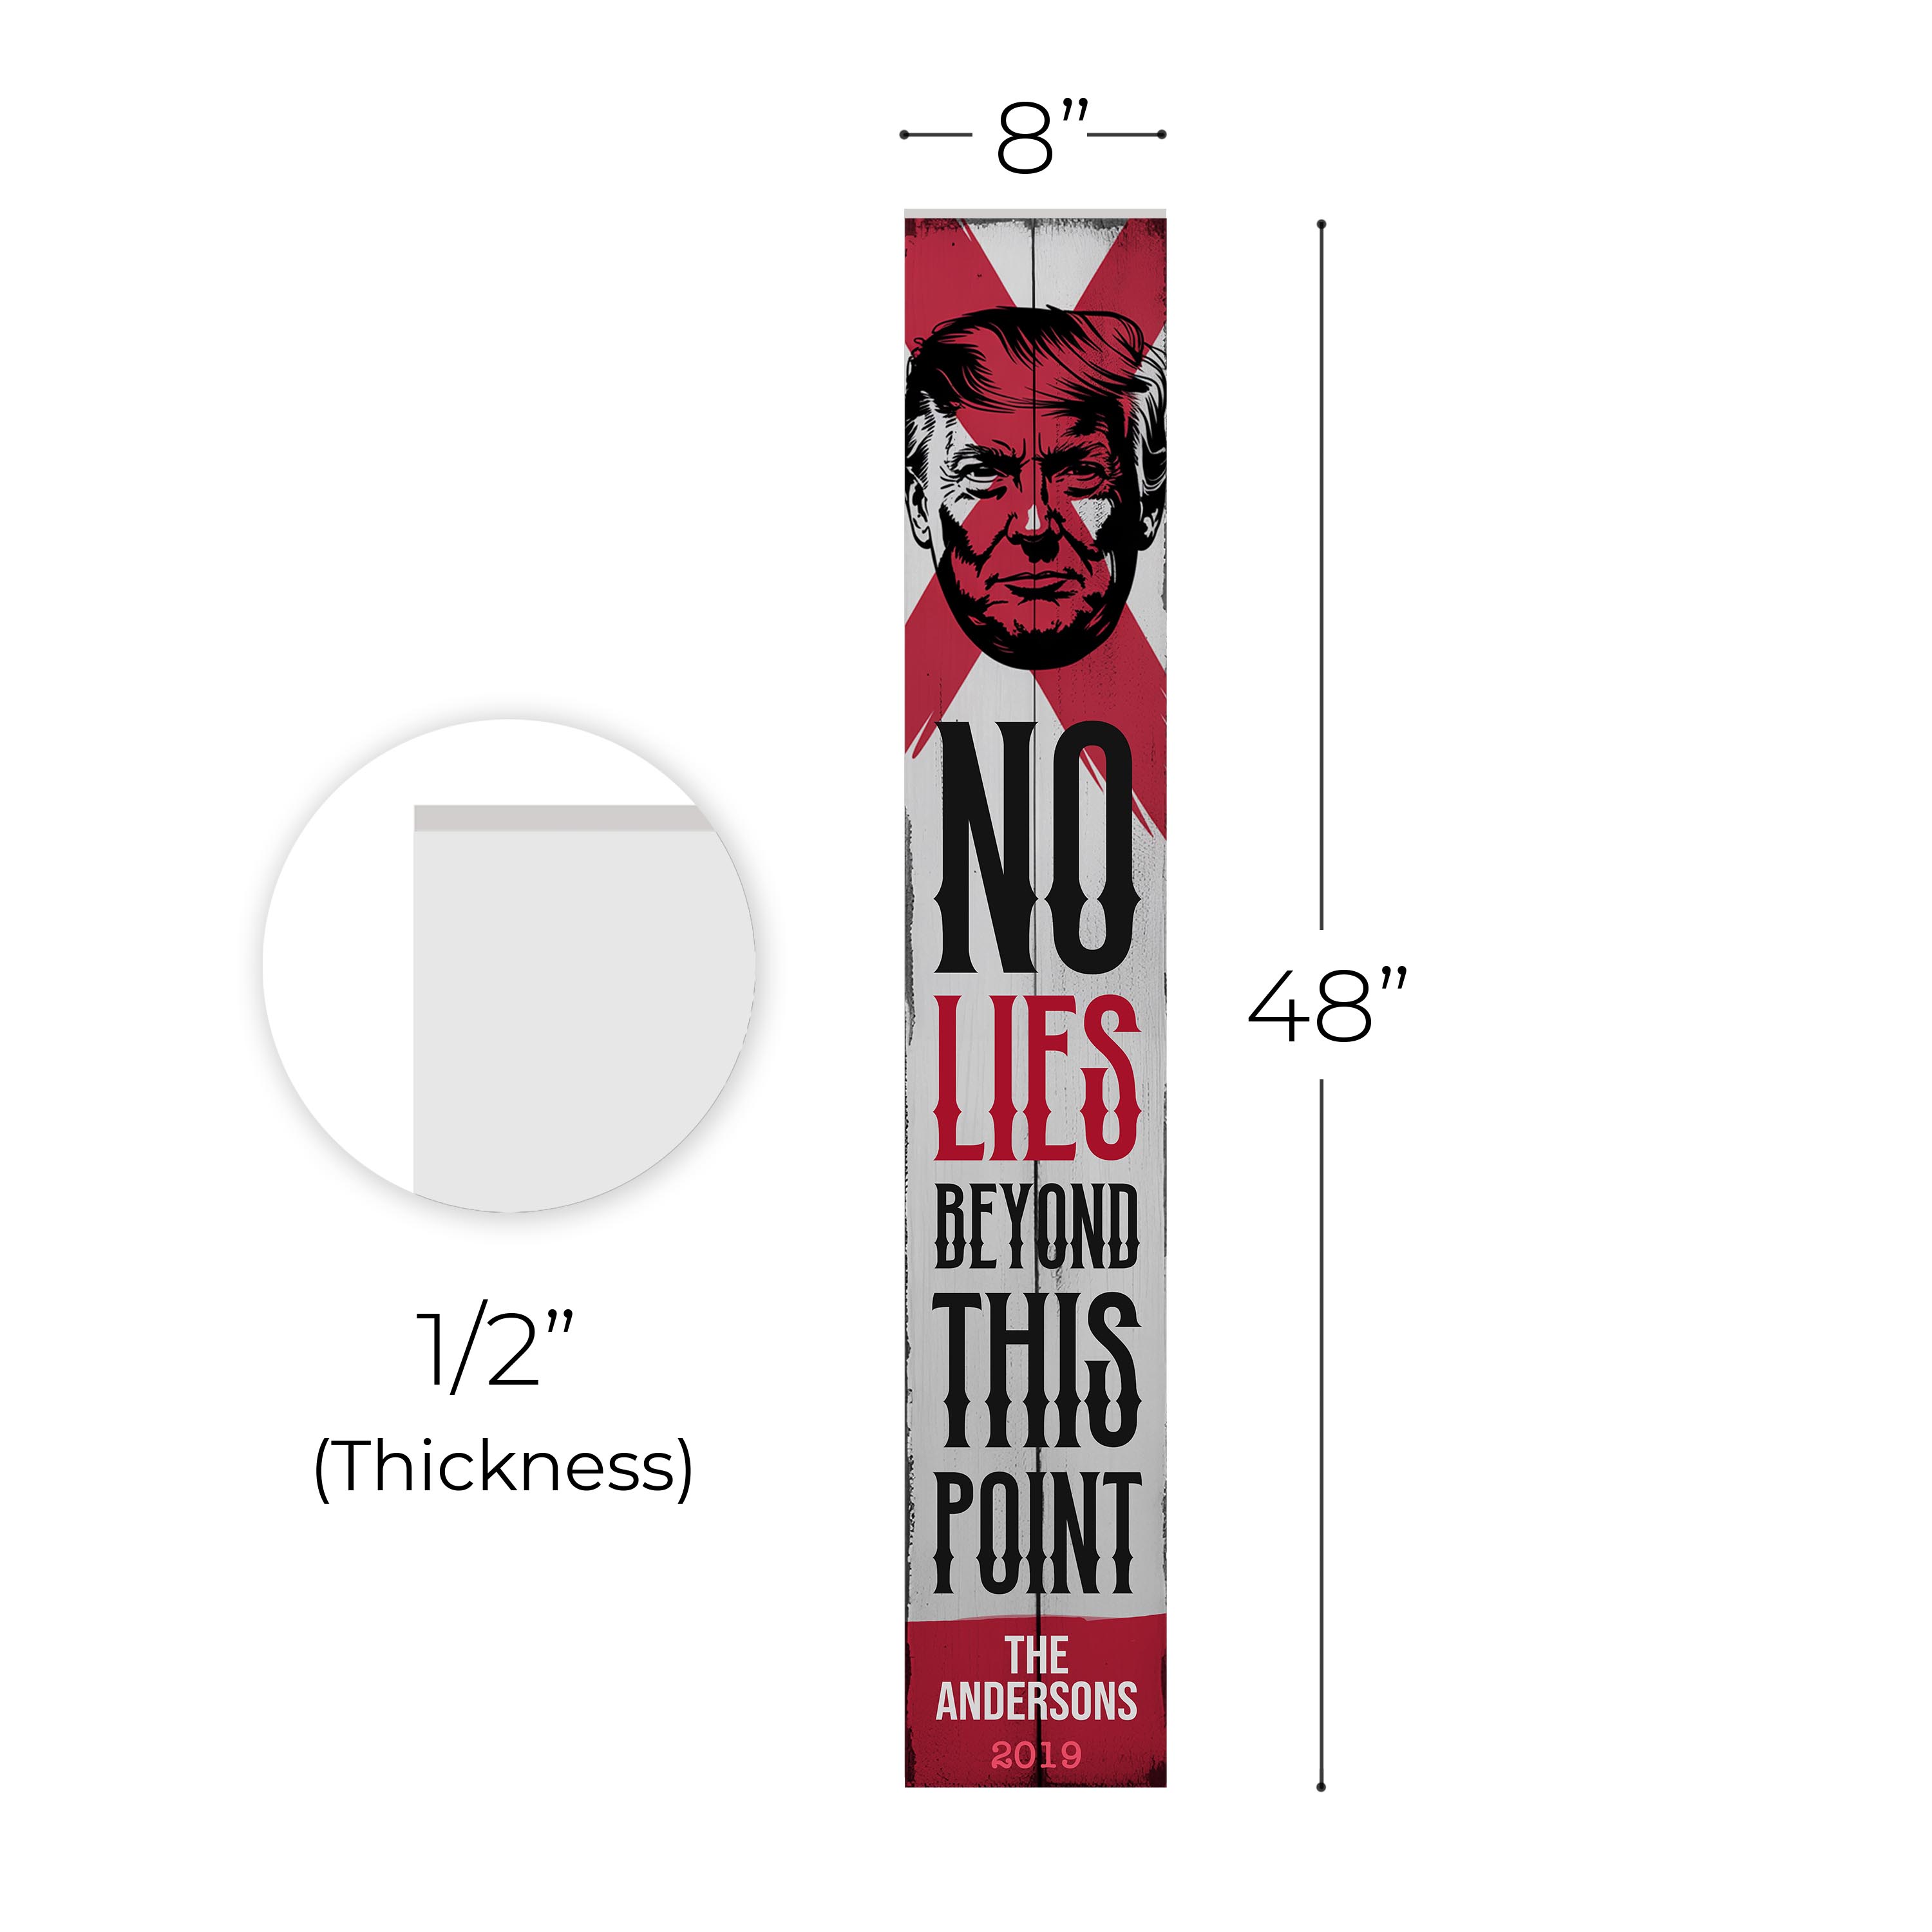 8”
NO
LIES
BEYOND
THIS
POINT
THE
ANDERSONS
2019
48”
1/2”
(Thickness)